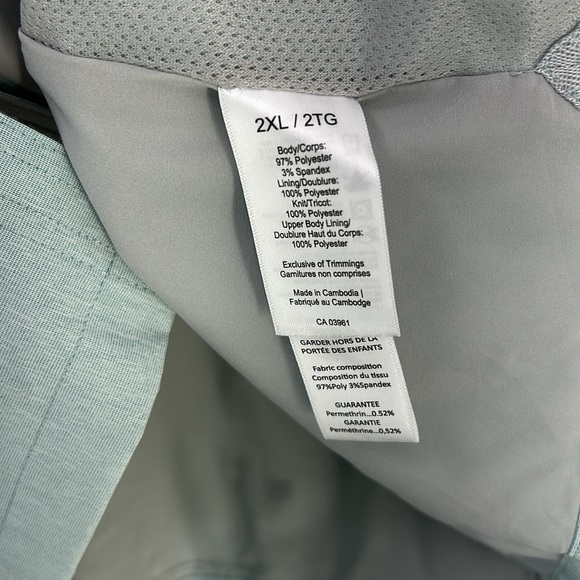 2XL / 2TG
Body/Corps:
97% Polyester
3% Spandex
Lining/Doublure:
100% Polyester
Knit/Tricot:
100% Polyester
Upper Body Lining/
Doublure Haut du Corps:
100% Polyester
Exclusive of Trimmings
Garnitures non comprises
Made in Cambodia |
Fabriqué au Cambodge
CA 03961
GARDER HORS DE LA
PORTÉE DES ENFANTS
Fabric composition
Composition du tissu
97%Poly 3%Spandex
GUARANTEE
Permethrin...0.52%
GARANTIE
Perméthrine...0,52%